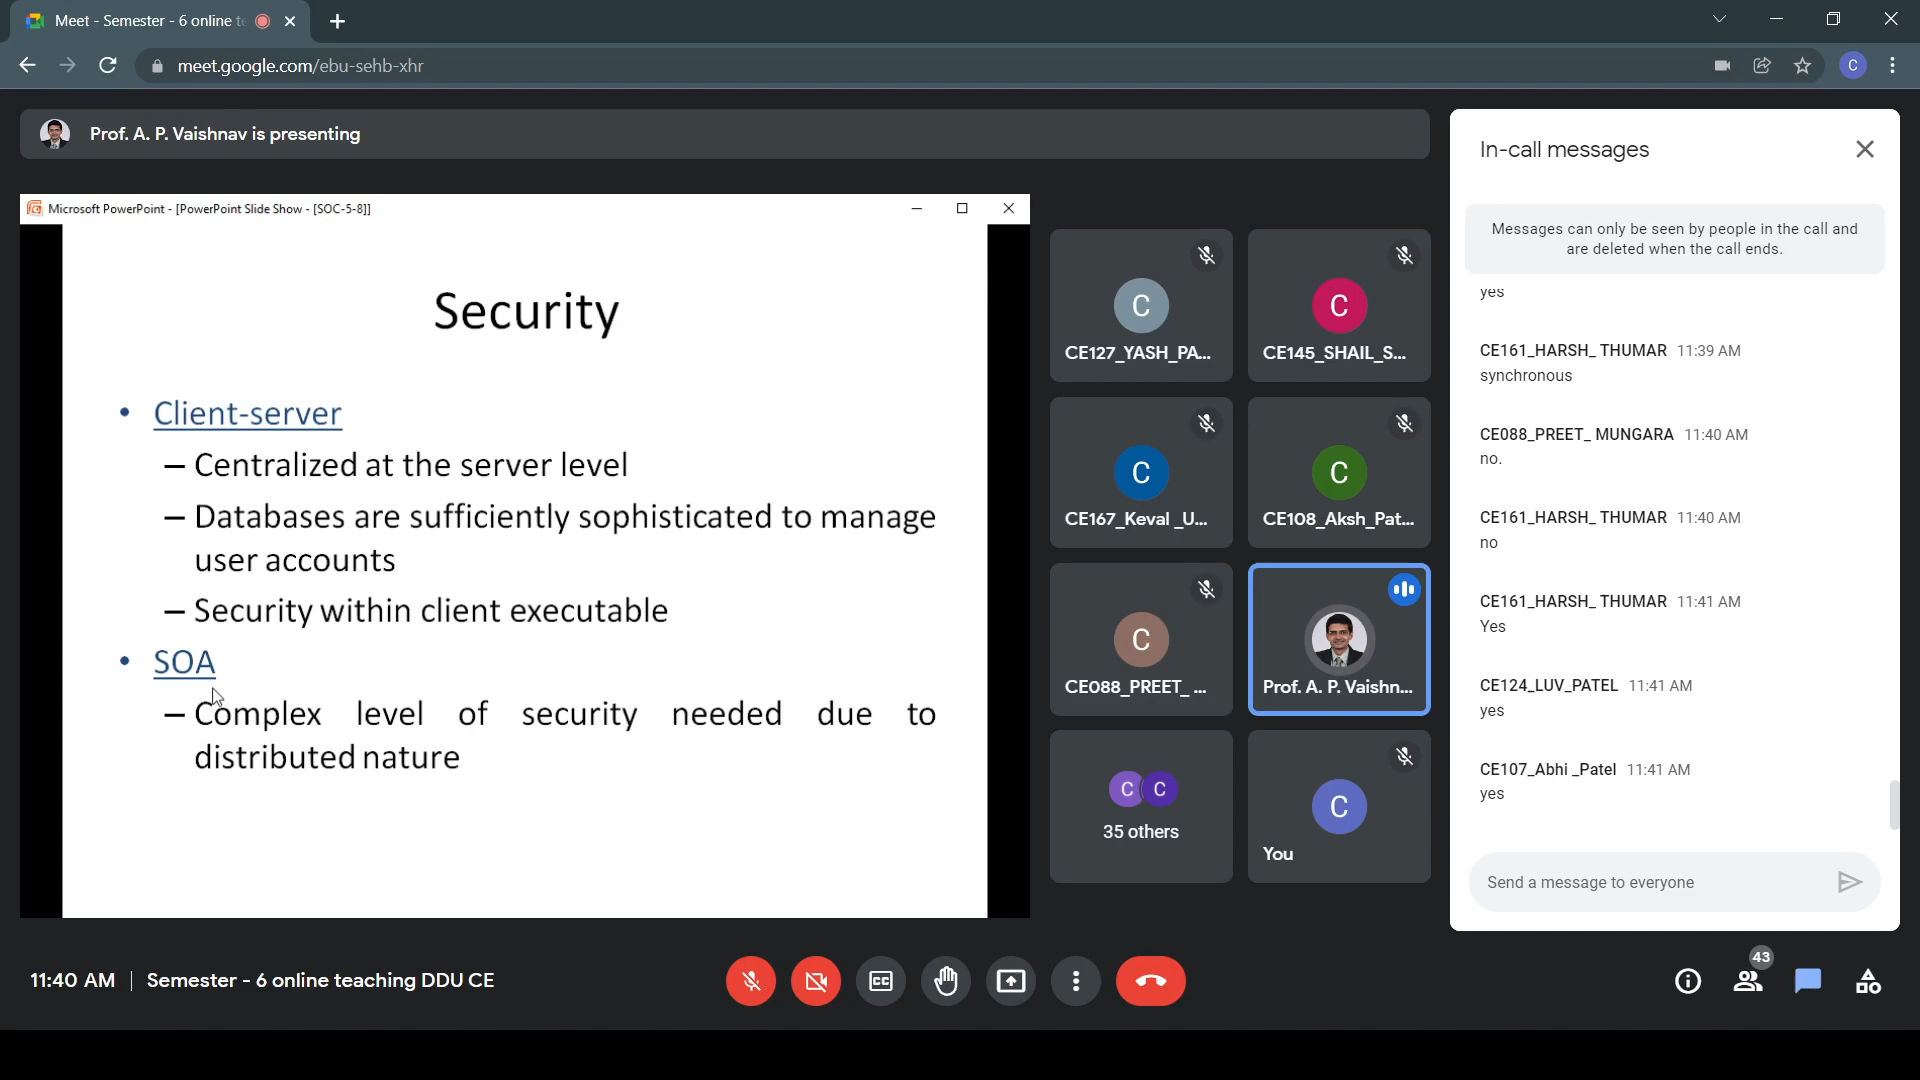 Meet - Semester - 6 online te
meet.google.com/ebu-sehb-xhr
C
Prof. A. P. Vaishnav is presenting
Microsoft PowerPoint - [PowerPoint Slide Show - [SOC-5-8]]
Security
• Client-server
– Centralized at the server level
– Databases are sufficiently sophisticated to manage
user accounts
– Security within client executable
• SOA
– Complex level of security needed due to
distributed nature
C
CE127_YASH_PA...
C
CE145_SHAIL_S...
C
CE167_Keval _U...
C
CE108_Aksh_Pat...
C
CE088_PREET_ ...
Prof. A. P. Vaishn...
C C
35 others
C
You
In-call messages
Messages can only be seen by people in the call and
are deleted when the call ends.
yes
CE161_HARSH_ THUMAR 11:39 AM
synchronous
CE088_PREET_ MUNGARA 11:40 AM
no.
CE161_HARSH_ THUMAR 11:40 AM
no
CE161_HARSH_ THUMAR 11:41 AM
Yes
CE124_LUV_PATEL 11:41 AM
yes
CE107_Abhi _Patel 11:41 AM
yes
Send a message to everyone
11:40 AM | Semester - 6 online teaching DDU CE
CC
43